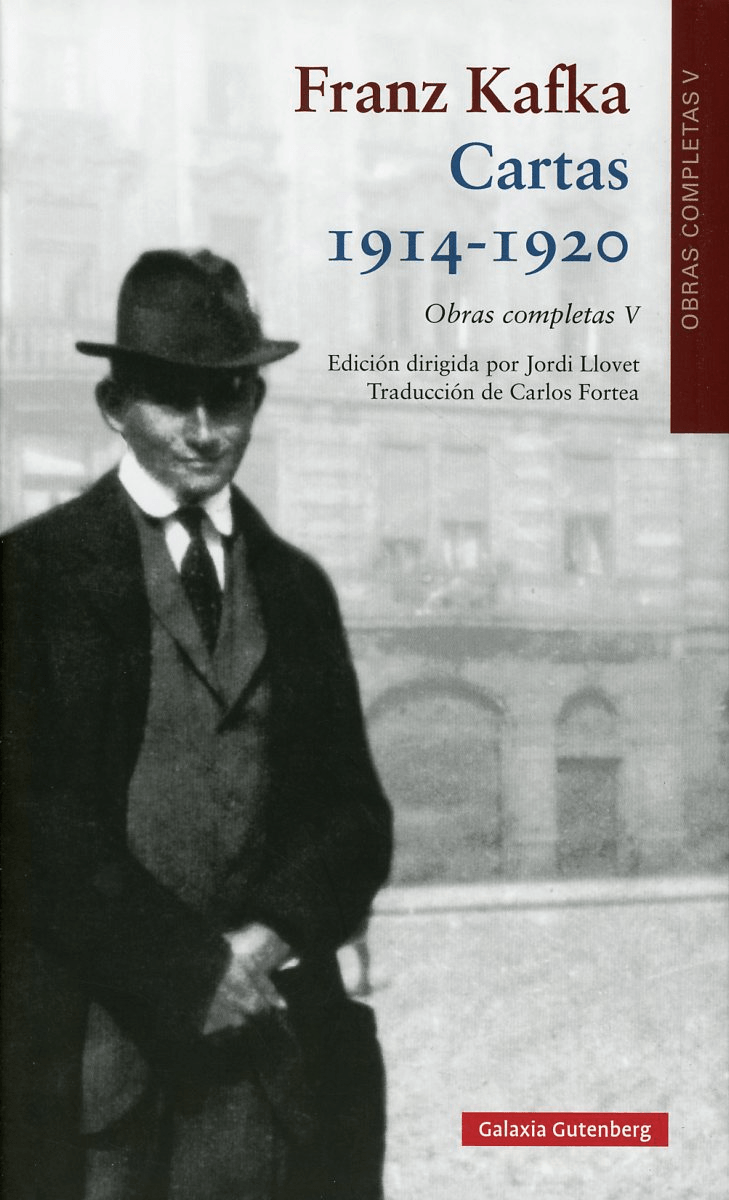 Franz Kafka
Cartas
1914-1920
Obras completas V
Edición dirigida por Jordi Llovet
Traducción de Carlos Fortea
OBRAS COMPLETAS V
Galaxia Gutenberg